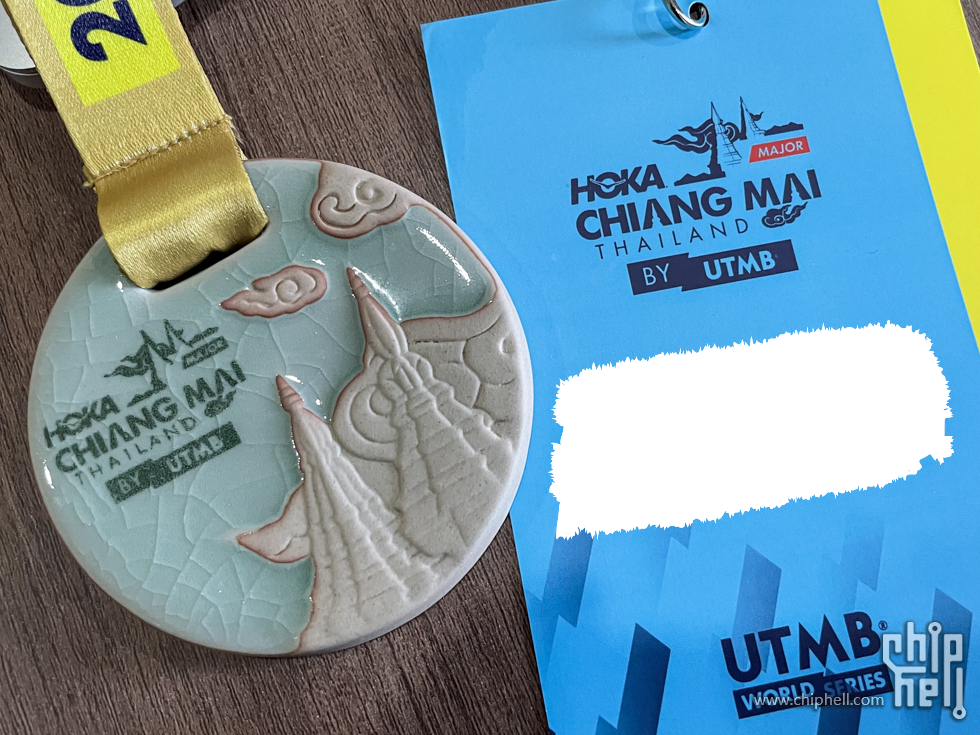 20
MAJOR
HOKA
CHIANG MAI
THAILAND
BY UTMB
HOKA
MAJOR
CHIANG MAI
THAILAND
BY UTMB®
UTMB®
WORLD SERIES
chip
hell
www.chiphell.com